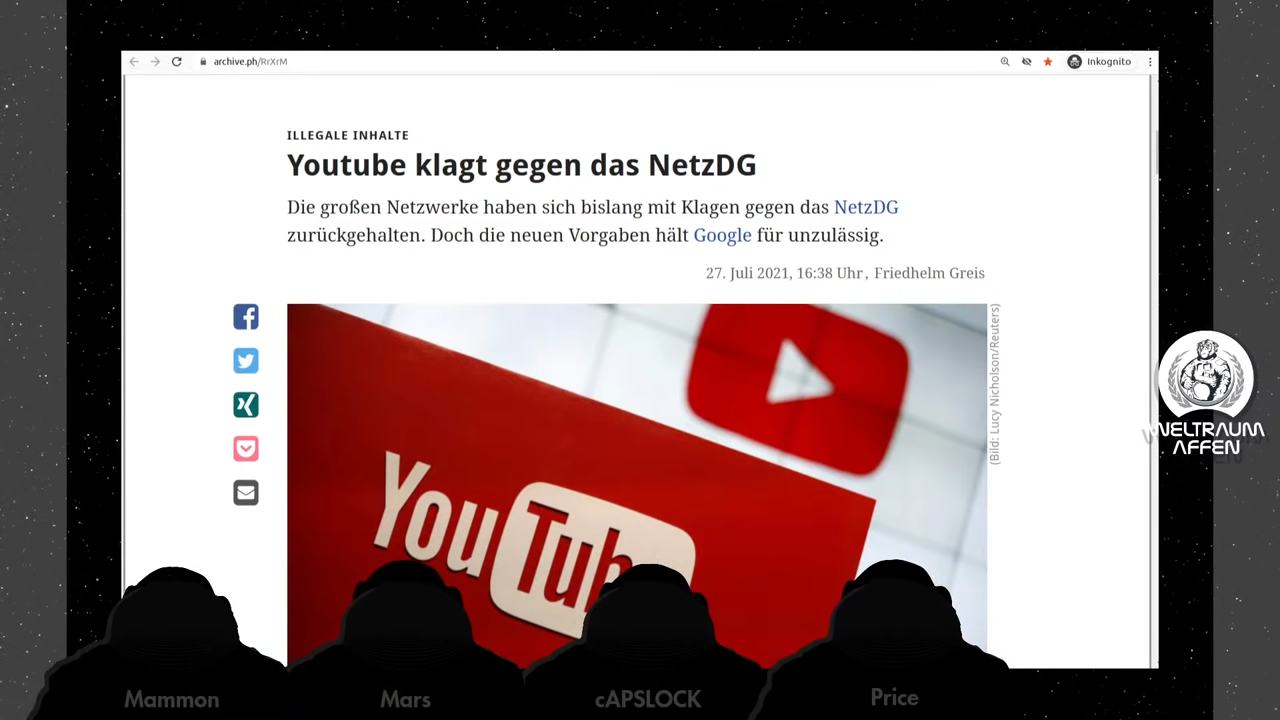 archive.ph/RrXrM
Inkognito
ILLEGALE INHALTE
Youtube klagt gegen das NetzDG
Die großen Netzwerke haben sich bislang mit Klagen gegen das NetzDG
zurückgehalten. Doch die neuen Vorgaben hält Google für unzulässig.
27. Juli 2021, 16:38 Uhr, Friedhelm Greis
(Bild: Lucy Nicholson/Reuters)
YouTub
WELTRAUM
AFFEN
Mammon
Mars
cAPSLOCK
Price